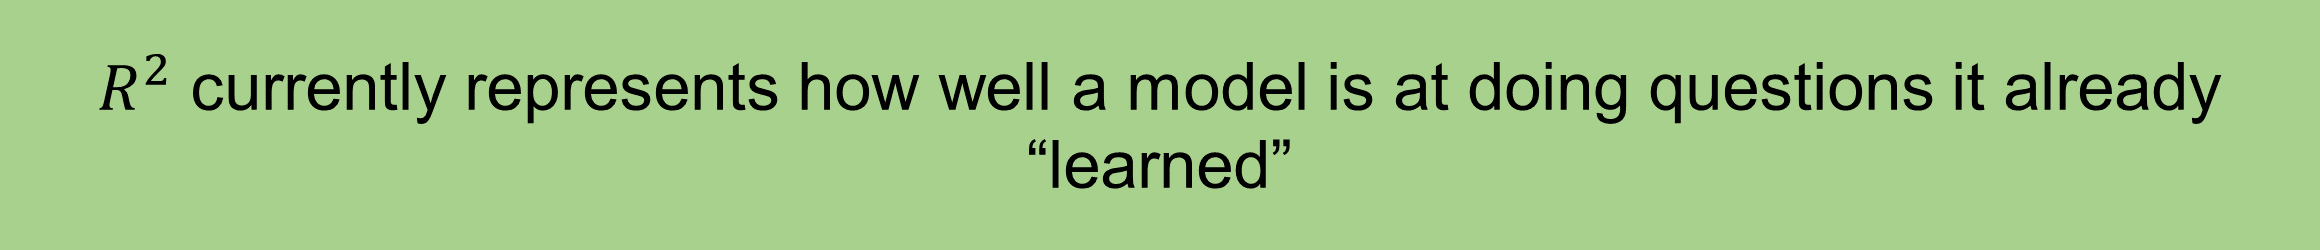 R² currently represents how well a model is at doing questions it already
“learned”